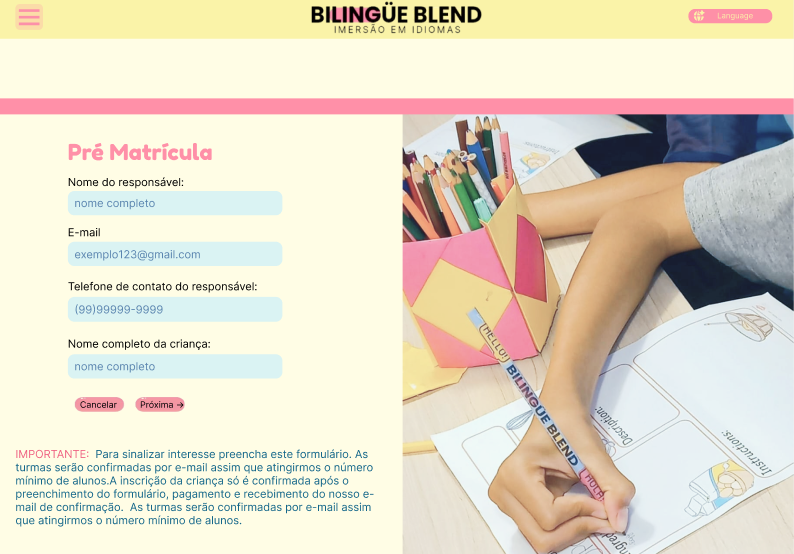 BILINGÜE BLEND
IMERSÃO EM IDIOMAS
Language
Pré Matrícula
Nome do responsável:
nome completo
E-mail
exemplo123@gmail.com
Telefone de contato do responsável:
(99)99999-9999
Nome completo da criança:
nome completo
Cancelar
Próxima →
IMPORTANTE: Para sinalizar interesse preencha este formulário. As
turmas serão confirmadas por e-mail assim que atingirmos o número
mínimo de alunos.A inscrição da criança só é confirmada após o
preenchimento do formulário, pagamento e recebimento do nosso e-
mail de confirmação. As turmas serão confirmadas por e-mail assim
que atingirmos o número mínimo de alunos.
HELLO!
BILINGÜE BLEND
¡HOLA
Description:
Instructions: